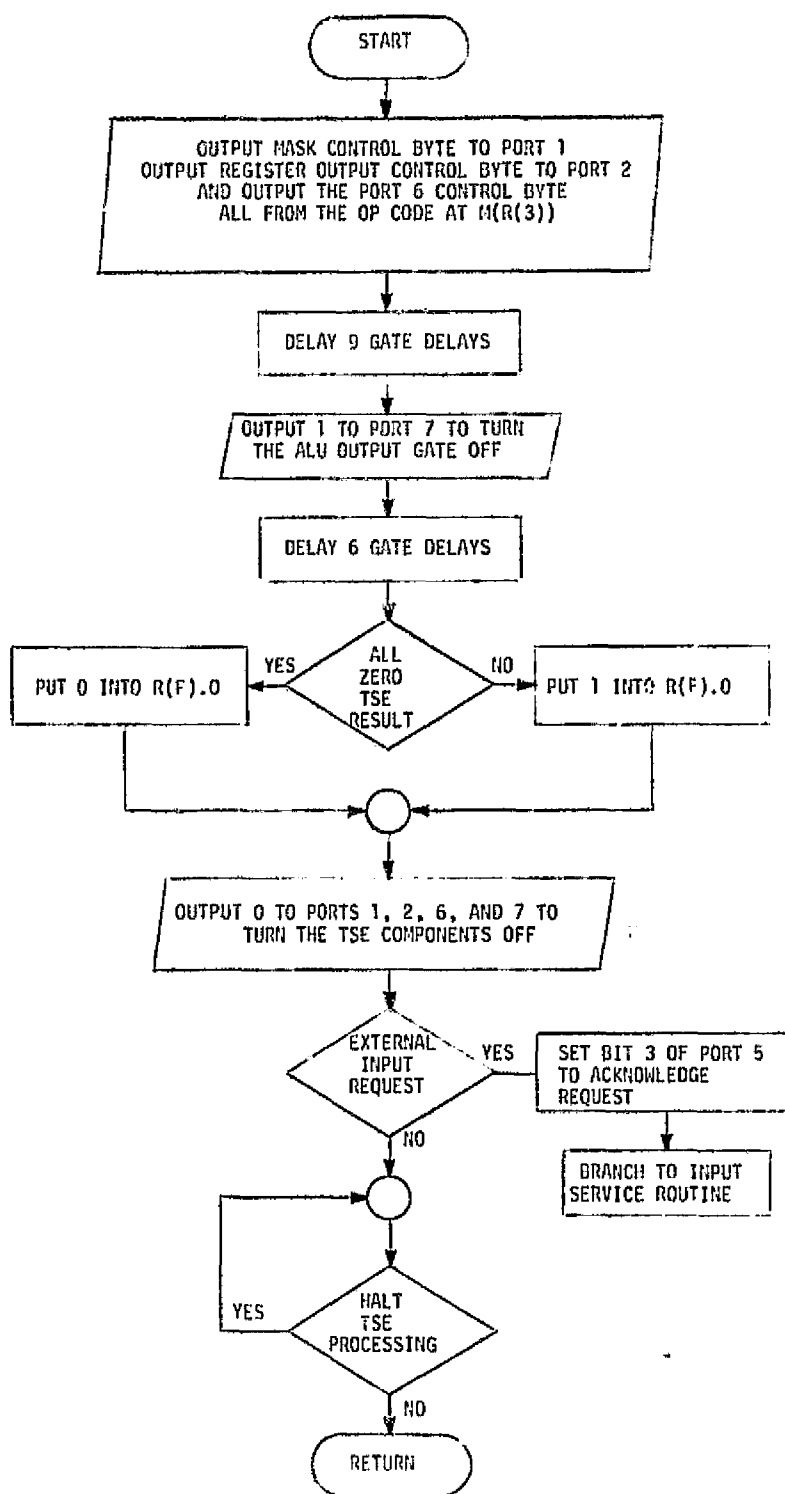 START
OUTPUT MASK CONTROL BYTE TO PORT 1
OUTPUT REGISTER OUTPUT CONTROL BYTE TO PORT 2
AND OUTPUT THE PORT 6 CONTROL BYTE
ALL FROM THE OP CODE AT M(R(3))
DELAY 9 GATE DELAYS
OUTPUT 1 TO PORT 7 TO TURN
THE ALU OUTPUT GATE OFF
DELAY 6 GATE DELAYS
ALL
ZERO
TSE
RESULT
YES
NO
PUT 0 INTO R(F).0
PUT 1 INTO R(F).0
OUTPUT 0 TO PORTS 1, 2, 6, AND 7 TO
TURN THE TSE COMPONENTS OFF
EXTERNAL
INPUT
REQUEST
YES
SET BIT 3 OF PORT 5
TO ACKNOWLEDGE
REQUEST
NO
BRANCH TO INPUT
SERVICE ROUTINE
HALT
TSE
PROCESSING
YES
NO
RETURN